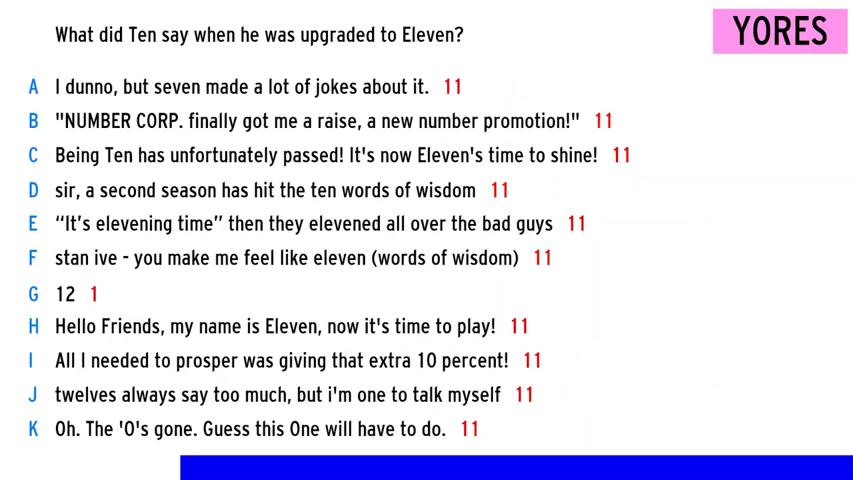 What did Ten say when he was upgraded to Eleven?
YORES
A I dunno, but seven made a lot of jokes about it. 11
B "NUMBER CORP. finally got me a raise, a new number promotion!" 11
C Being Ten has unfortunately passed! It's now Eleven's time to shine! 11
D sir, a second season has hit the ten words of wisdom 11
E “It’s elevening time” then they elevened all over the bad guys 11
F stan ive - you make me feel like eleven (words of wisdom) 11
G 12 1
H Hello Friends, my name is Eleven, now it's time to play! 11
I All I needed to prosper was giving that extra 10 percent! 11
J twelves always say too much, but i'm one to talk myself 11
K Oh. The 'O's gone. Guess this One will have to do. 11